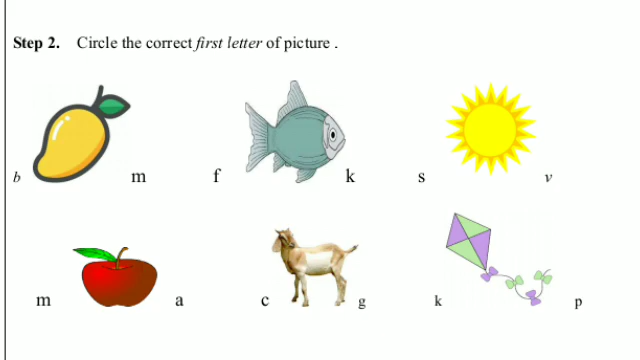 Step 2. Circle the correct first letter of picture .
b m f k s v
m a c g k p